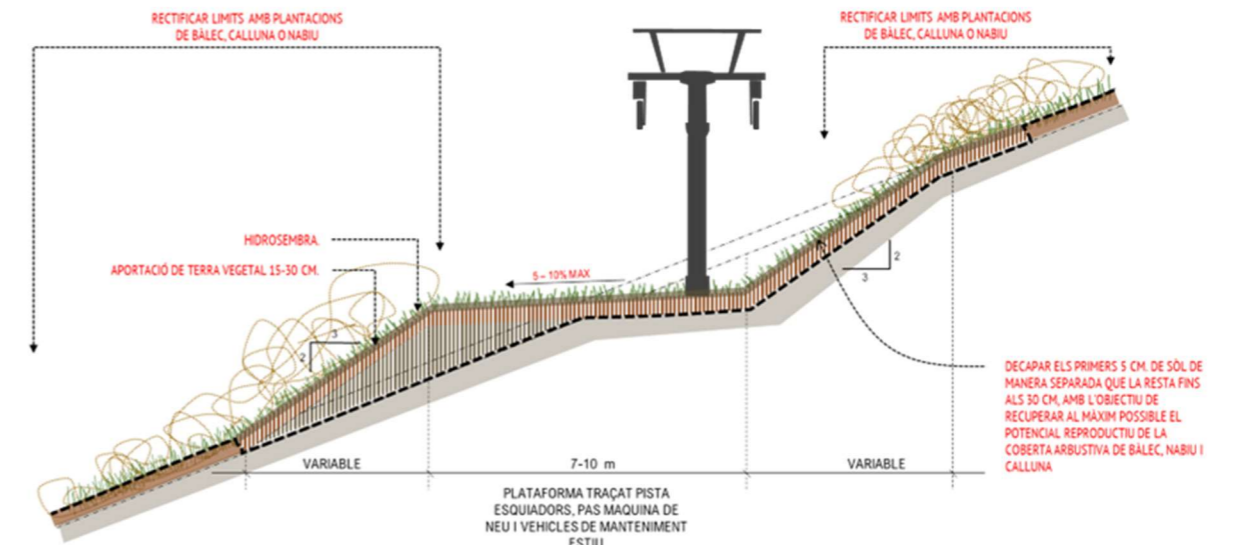 RECTIFICAR LIMITS AMB PLANTACIONS
DE BÀLEC, CALLUNA O NABIU
RECTIFICAR LIMITS AMB PLANTACIONS
DE BÀLEC, CALLUNA O NABIU
HIDROSEMBRA.
APORTACIÓ DE TERRA VEGETAL 15-30 CM.
5 – 10% MAX
3
2
2
3
DECAPAR ELS PRIMERS 5 CM. DE SÒL DE
MANERA SEPARADA QUE LA RESTA FINS
ALS 30 CM, AMB L'OBJECTIU DE
RECUPERAR AL MÀXIM POSSIBLE EL
POTENCIAL REPRODUCTIU DE LA
COBERTA ARBUSTIVA DE BÀLEC, NABIU I
CALLUNA
VARIABLE
7-10 m
VARIABLE
PLATAFORMA TRAÇAT PISTA
ESQUIADORS, PAS MAQUINA DE
NEU I VEHICLES DE MANTENIMENT
ESTIU